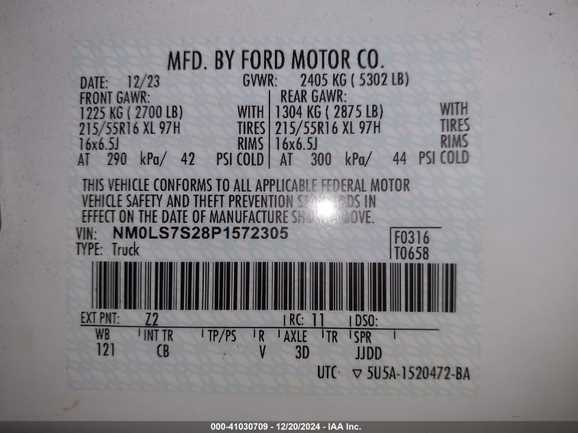 MFD. BY FORD MOTOR CO.
DATE: 12/23 GVWR: 2405 KG ( 5302 LB)
FRONT GAWR: REAR GAWR:
1225 KG ( 2700 LB) WITH 1304 KG ( 2875 LB) WITH
215/55R16 XL 97H TIRES 215/55R16 XL 97H TIRES
16x6.5J RIMS 16x6.5J RIMS
AT 290 kPa/ 42 PSI COLD AT 300 kPa/ 44 PSI COLD
THIS VEHICLE CONFORMS TO ALL APPLICABLE FEDERAL MOTOR
VEHICLE SAFETY AND THEFT PREVENTION STANDARDS IN
EFFECT ON THE DATE OF MANUFACTURE SHOWN ABOVE.
VIN: NM0LS7S28P1572305 F0316
TYPE: Truck T0658
EXT PNT: Z2 RC: 11 DSO:
WB INT TR TP/PS R AXLE TR SPR
121 CB V 3D JJDD
UTC ▽ 5U5A-1520472-BA
000-41030709 - 12/20/2024 - IAA Inc.